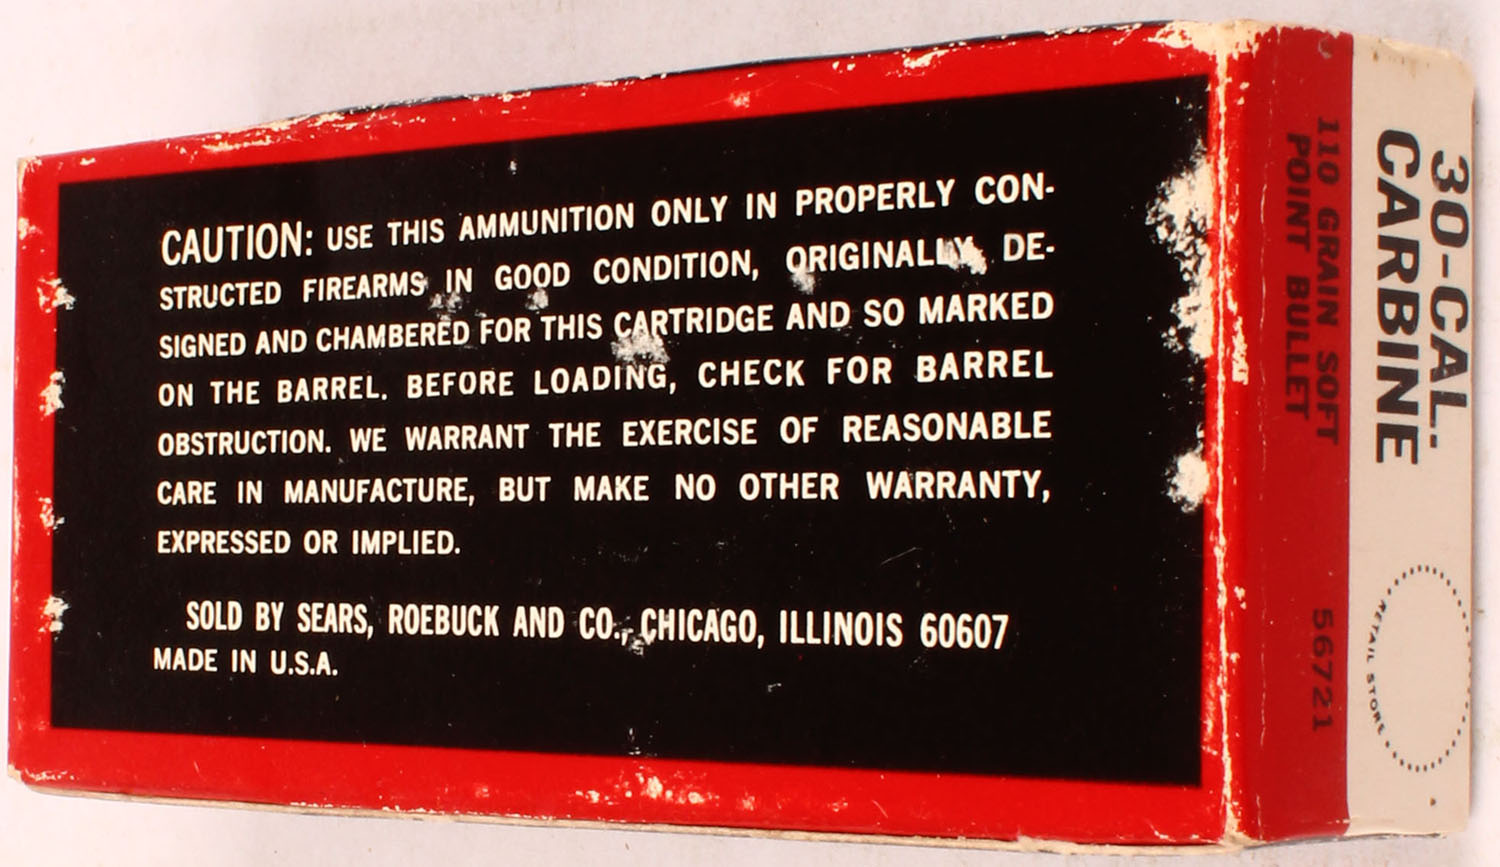 CAUTION: USE THIS AMMUNITION ONLY IN PROPERLY CON-
STRUCTED FIREARMS IN GOOD CONDITION, ORIGINALLY, DE-
SIGNED AND CHAMBERED FOR THIS CARTRIDGE AND SO MARKED
ON THE BARREL. BEFORE LOADING, CHECK FOR BARREL
OBSTRUCTION. WE WARRANT THE EXERCISE OF REASONABLE
CARE IN MANUFACTURE, BUT MAKE NO OTHER WARRANTY,
EXPRESSED OR IMPLIED.
SOLD BY SEARS, ROEBUCK AND CO., CHICAGO, ILLINOIS 60607
MADE IN U.S.A.
30-CAL.
CARBINE
110 GRAIN SOFT
POINT BULLET
56721
RETAIL STORE